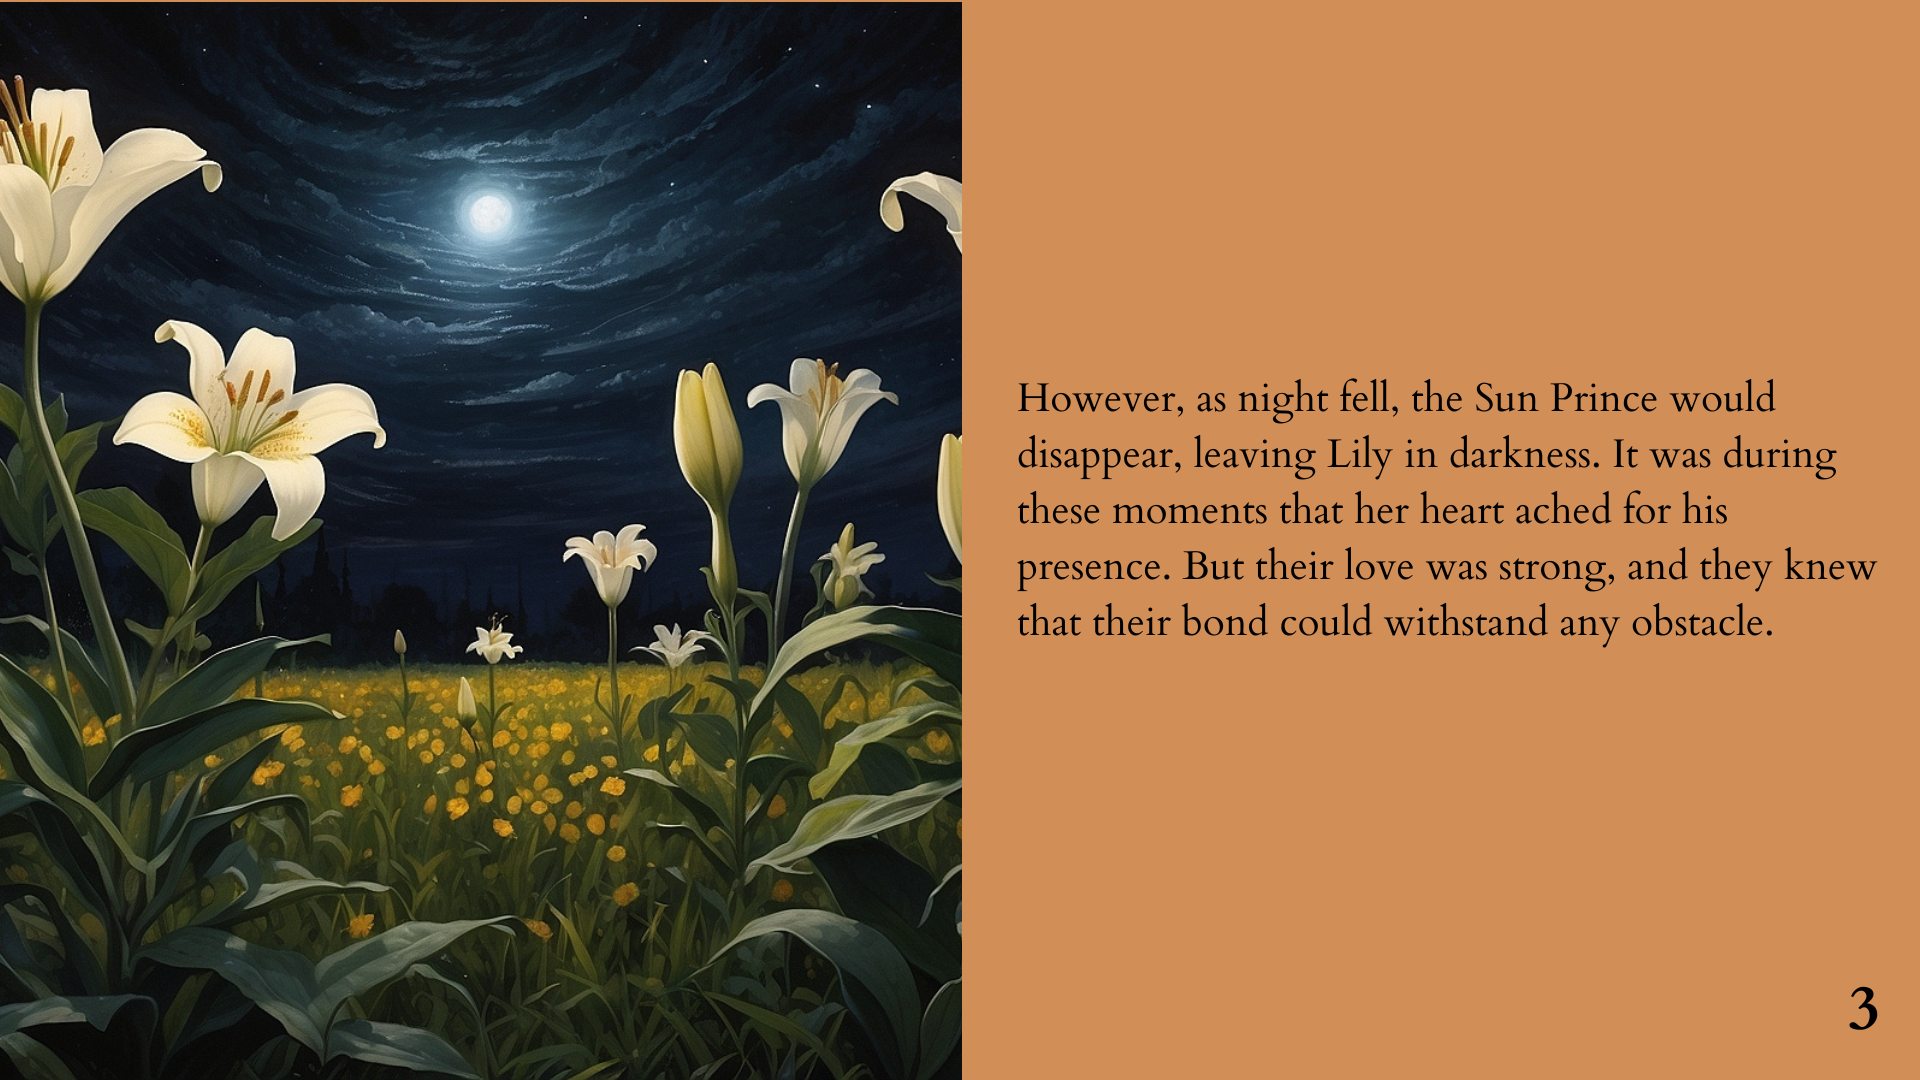 However, as night fell, the Sun Prince would
disappear, leaving Lily in darkness. It was during
these moments that her heart ached for his
presence. But their love was strong, and they knew
that their bond could withstand any obstacle.
3